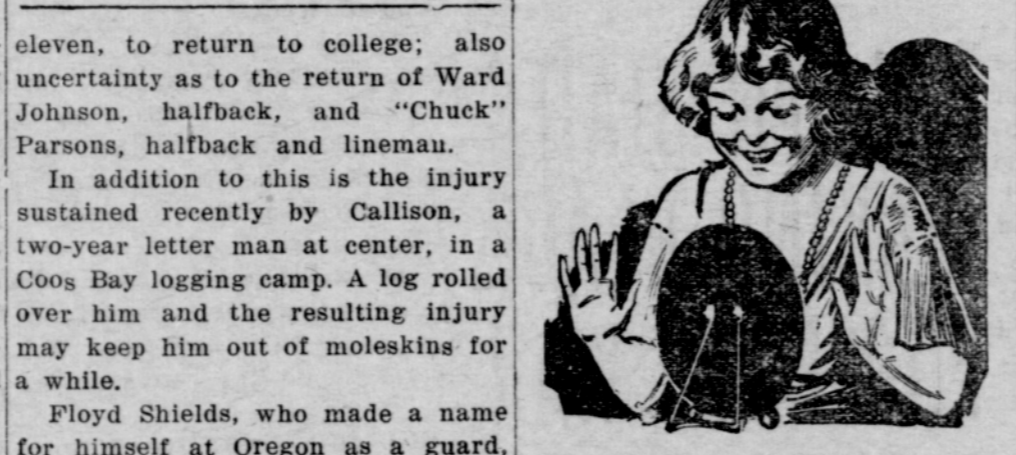 eleven, to return to college; also
uncertainty as to the return of Ward
Johnson, halfback, and "Chuck"
Parsons, halfback and lineman.
In addition to this is the injury
sustained recently by Callison, a
two-year letter man at center, in a
Coos Bay logging camp. A log rolled
over him and the resulting injury
may keep him out of moleskins for
a while.
Floyd Shields, who made a name
for himself at Oregon as a guard,